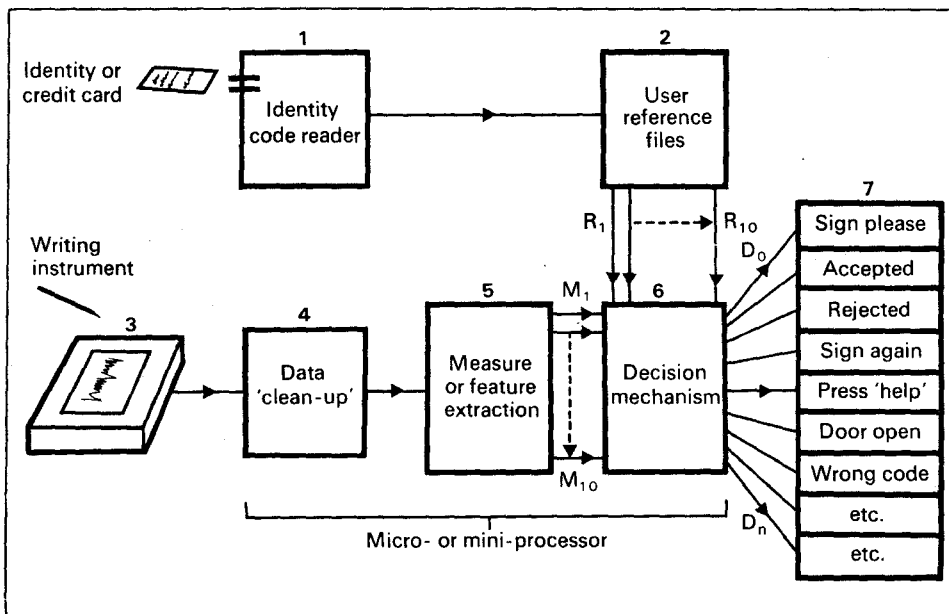 1
2
Identity or
credit card
Identity
code reader
User
reference
files
7
R1
R10
Sign please
D0
Writing
instrument
Accepted
3
4
5
M1
6
Rejected
Data
'clean-up'
Measure
or feature
extraction
Decision
mechanism
Sign again
Press 'help'
Door open
M10
Wrong code
Dn
etc.
Micro- or mini-processor
etc.